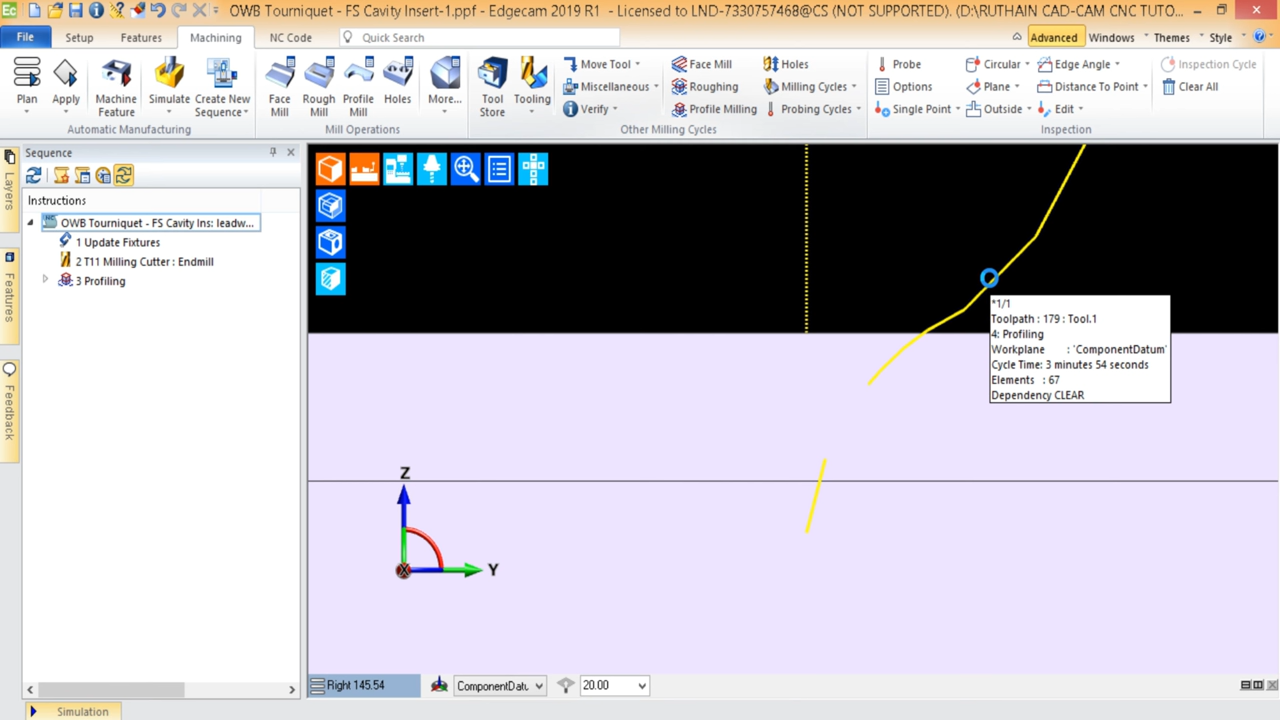 Ec OWB Tourniquet - FS Cavity Insert-1.ppf - Edgecam 2019 R1 - Licensed to LMD-7330757468@CS (NOT SUPPORTED). (D:\RUTHAIN CAD-CAM CNC TUTO...
File Setup Features Machining NC Code Quick Search Advanced Windows Themes Style
Plan Apply Machine Feature Simulate Create New Sequence Face Mill Rough Mill Profile Mill Holes More... Tool Store Tooling
Move Tool Face Mill Holes Probe Circular Edge Angle Inspection Cycle
Miscellaneous Roughing Milling Cycles Options Plane Distance To Point Clear All
Verify Profile Milling Probing Cycles Single Point Outside Edit
Automatic Manufacturing Mill Operations Other Milling Cycles Inspection
Layers
Features
Feedback
Sequence
Instructions
OWB Tourniquet - FS Cavity Ins: leadw...
1 Update Fixtures
2 T11 Milling Cutter : Endmill
3 Profiling
*1/1
Toolpath : 179 : Tool.1
4: Profiling
Workplane : 'ComponentDatum'
Cycle Time: 3 minutes 54 seconds
Elements : 67
Dependency CLEAR
Z
X
Y
Right 145.54 ComponentDatu 20.00
Simulation